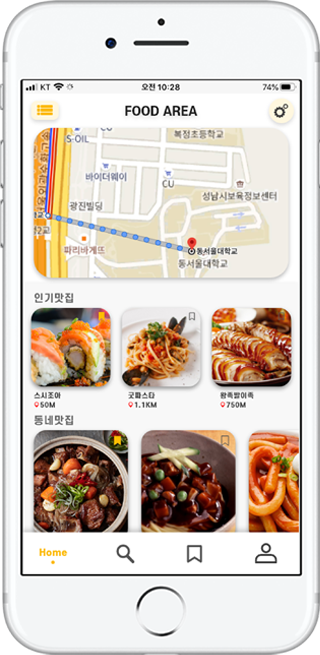 KT 오전 10:28 74%
FOOD AREA
CU
S-OIL
복정초등학교
바이더웨이
CU
성남시보육정보센터
광진빌딩
파리바게뜨
동서울대학교
동서울대학교
인기맛집
스시조아 굿파스타 왕족발이족
50M 1.1KM 750M
동네맛집
Home